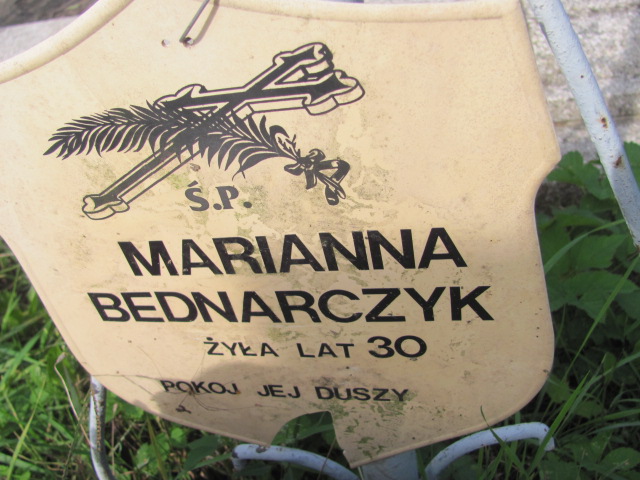 Ś.P.
MARIANNA
BEDNARCZYK
ŻYŁA LAT 30
POKOJ JEJ DUSZY